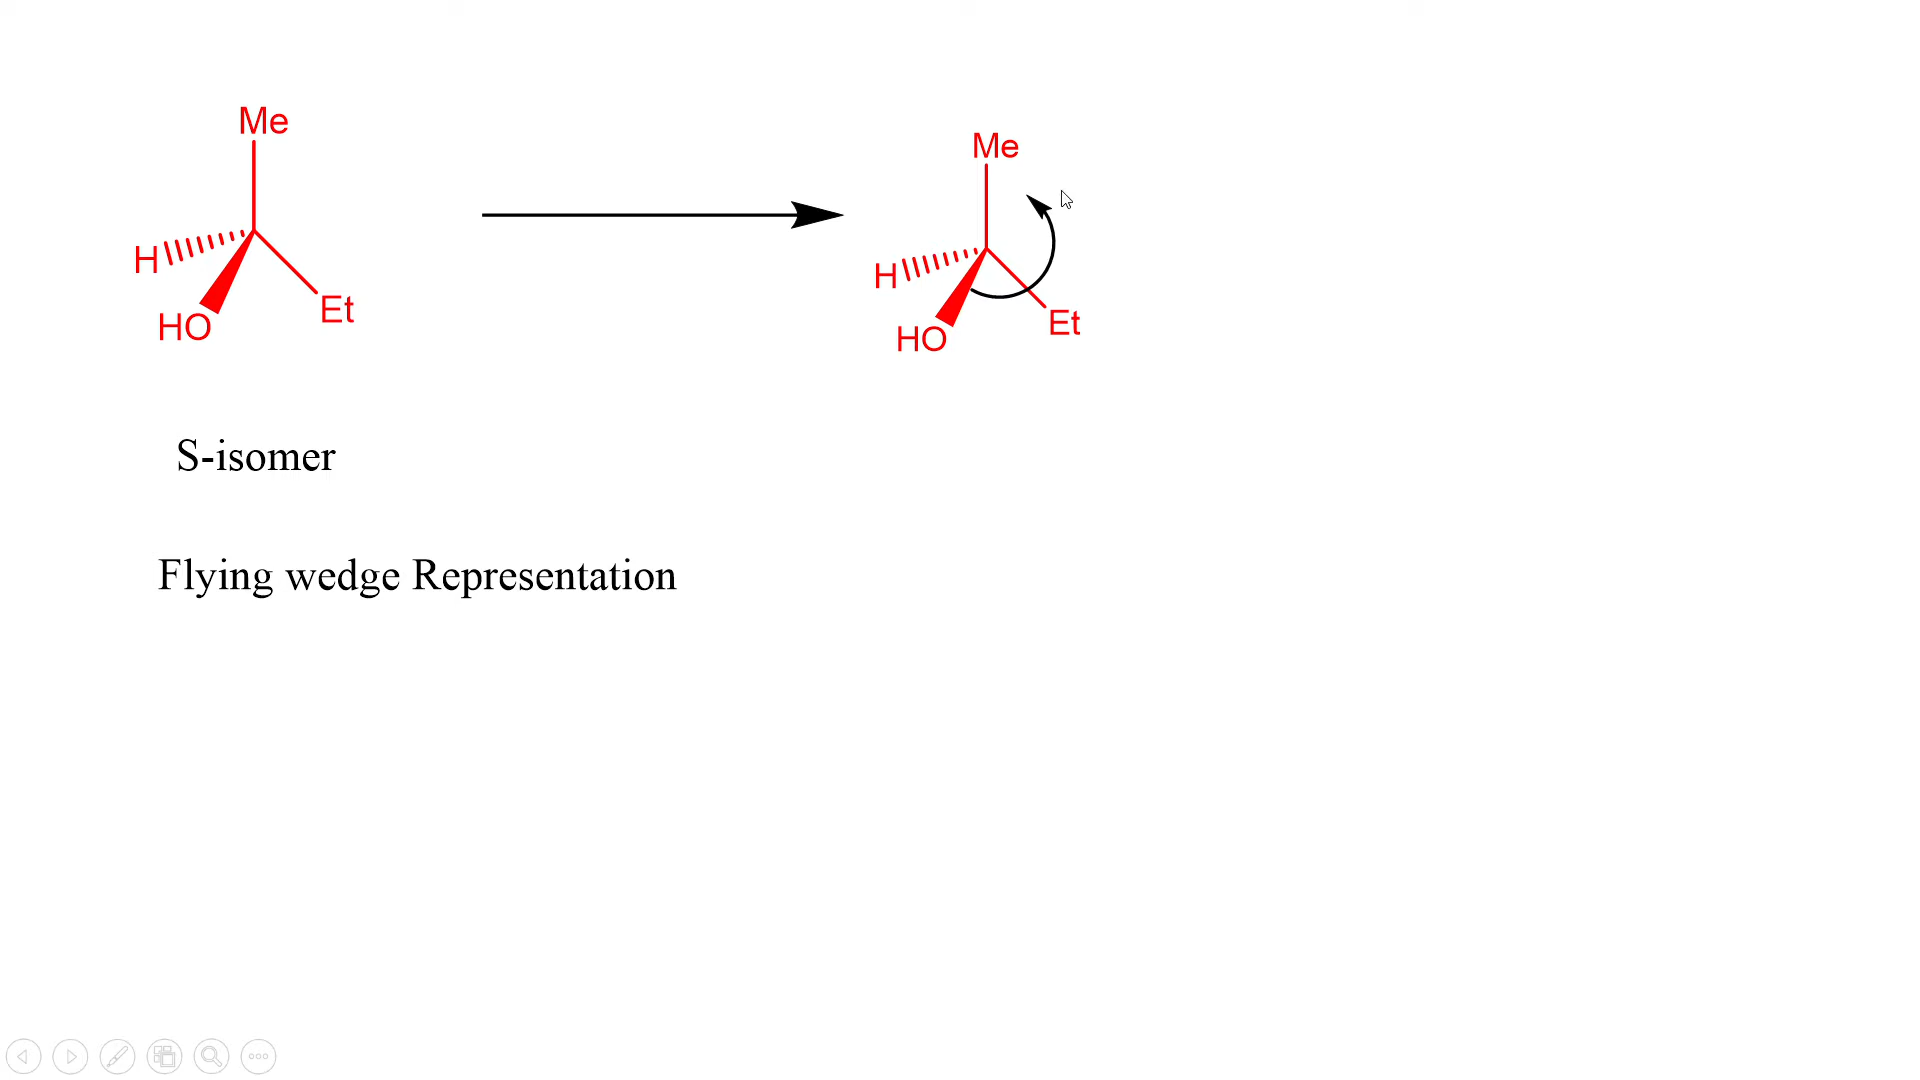 Me
H
HO
Et
Me
H
HO
Et
S-isomer
Flying wedge Representation